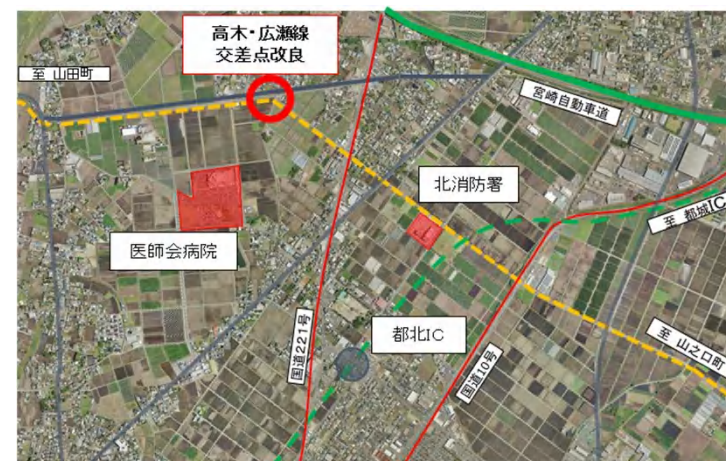 高木・広瀬線
交差点改良
至 山田町
宮崎自動車道
北消防署
至 都城IC
医師会病院
国道221号
都北IC
国道10号
至 山之口町